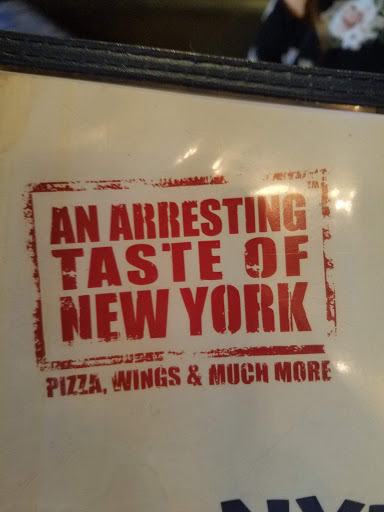 AN ARRESTING
TASTE OF
NEW YORK
PIZZA, WINGS & MUCH MORE